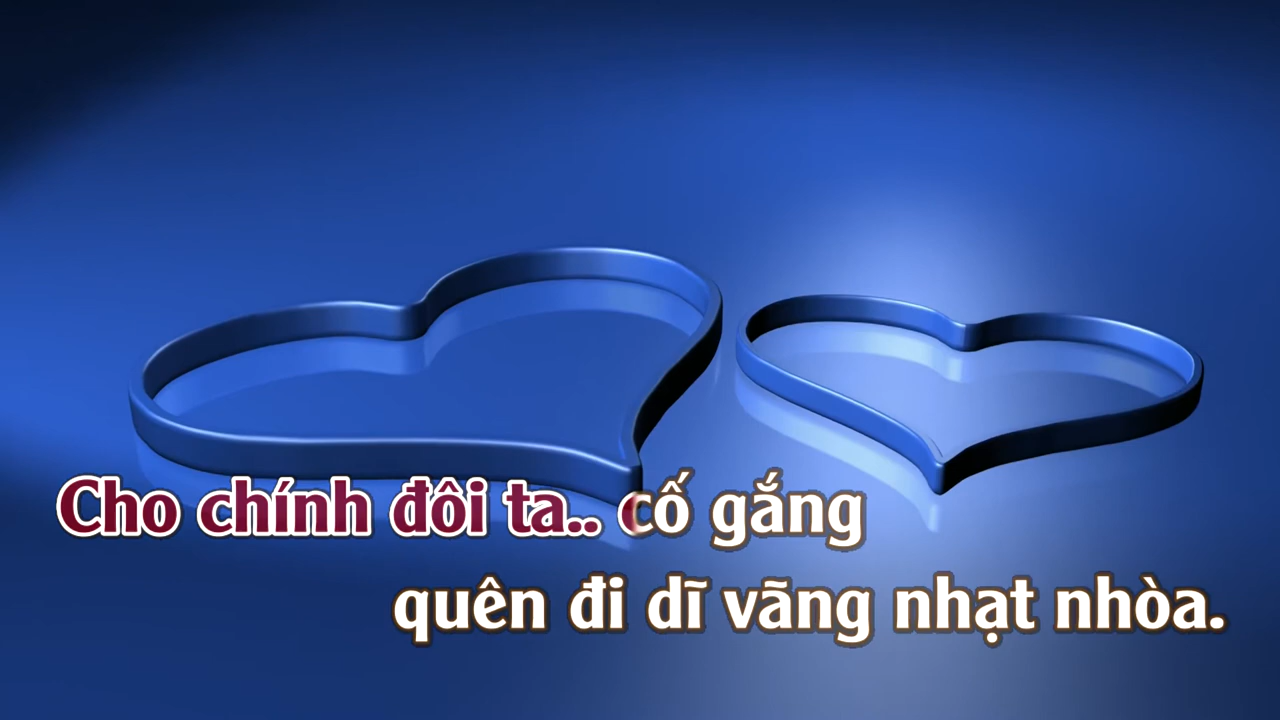 Cho chính đôi ta.. cố gắng
quên đi dĩ vãng nhạt nhòa.